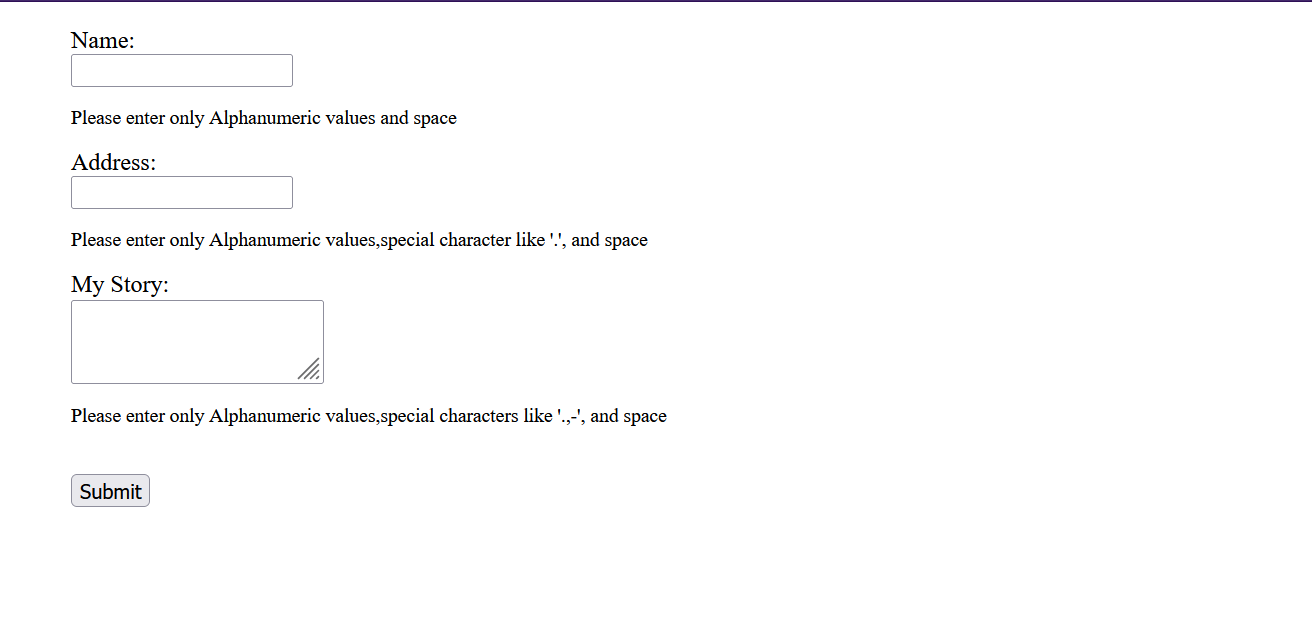 Name:
Please enter only Alphanumeric values and space
Address:
Please enter only Alphanumeric values,special character like '.', and space
My Story:
Please enter only Alphanumeric values,special characters like '.,-', and space
Submit